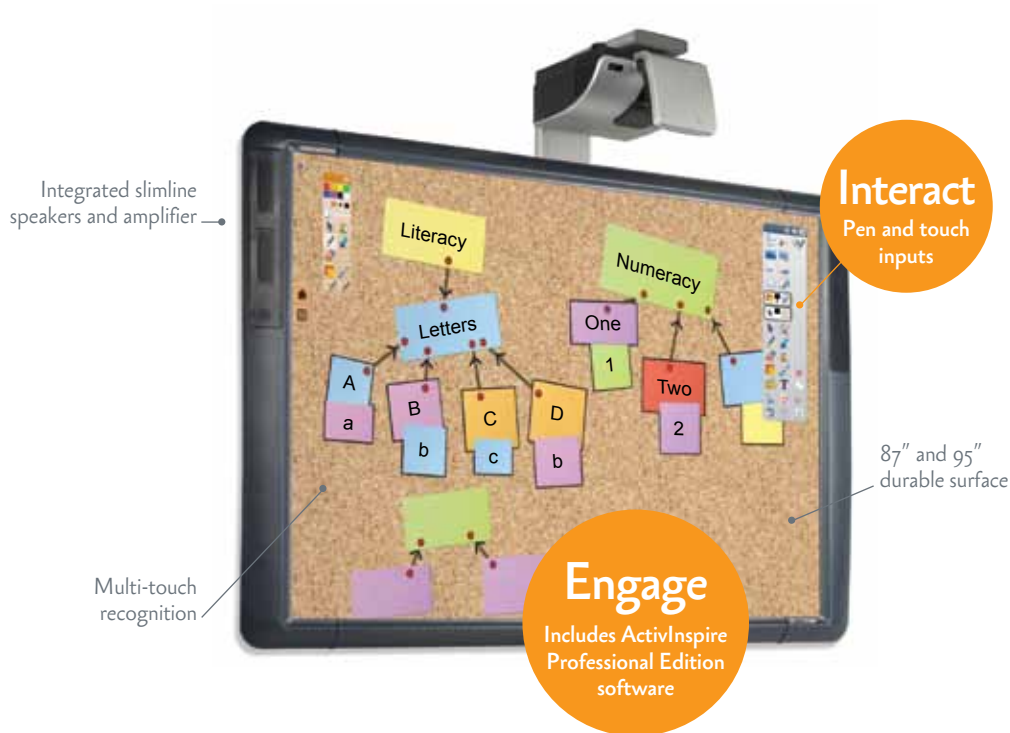 Integrated slimline
speakers and amplifier
Interact
Pen and touch
inputs
Literacy
Numeracy
Letters
One
1
Two
2
A
a
B
b
C
c
D
b
87" and 95"
durable surface
Multi-touch
recognition
Engage
Includes ActivInspire
Professional Edition
software